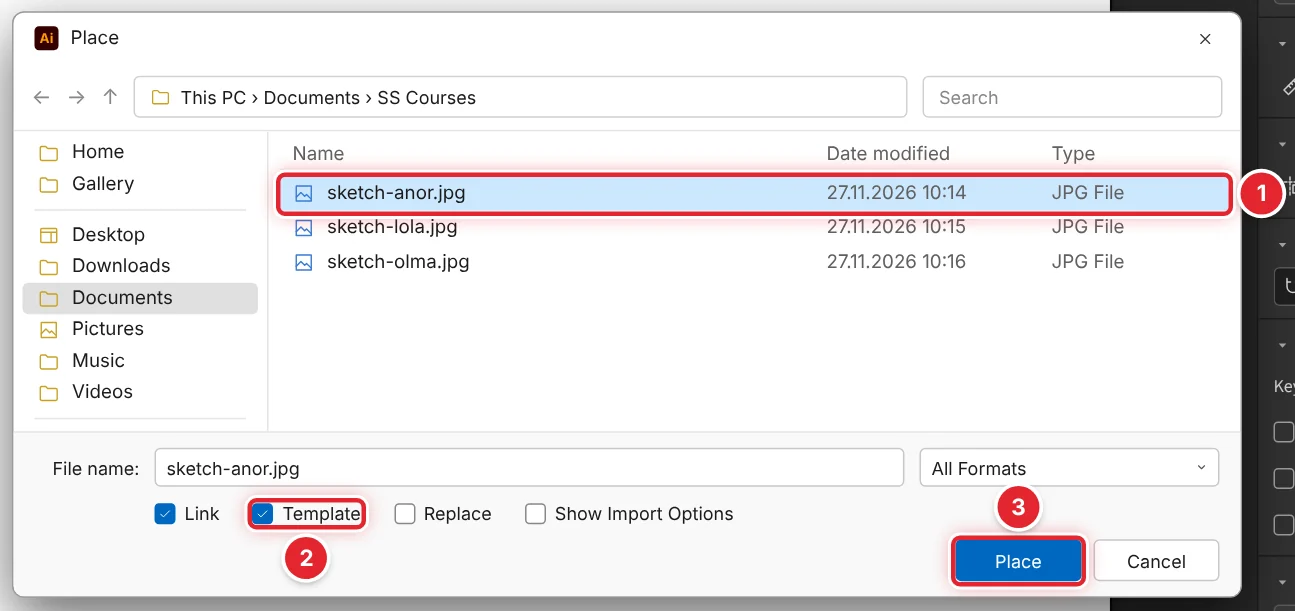 Ai Place
This PC › Documents › SS Courses
Search
Home
Gallery
Desktop
Downloads
Documents
Pictures
Music
Videos
Name Date modified Type
sketch-anor.jpg 27.11.2026 10:14 JPG File
1
sketch-lola.jpg 27.11.2026 10:15 JPG File
sketch-olma.jpg 27.11.2026 10:16 JPG File
File name: sketch-anor.jpg All Formats
Link Template Replace Show Import Options
2
3
Place Cancel